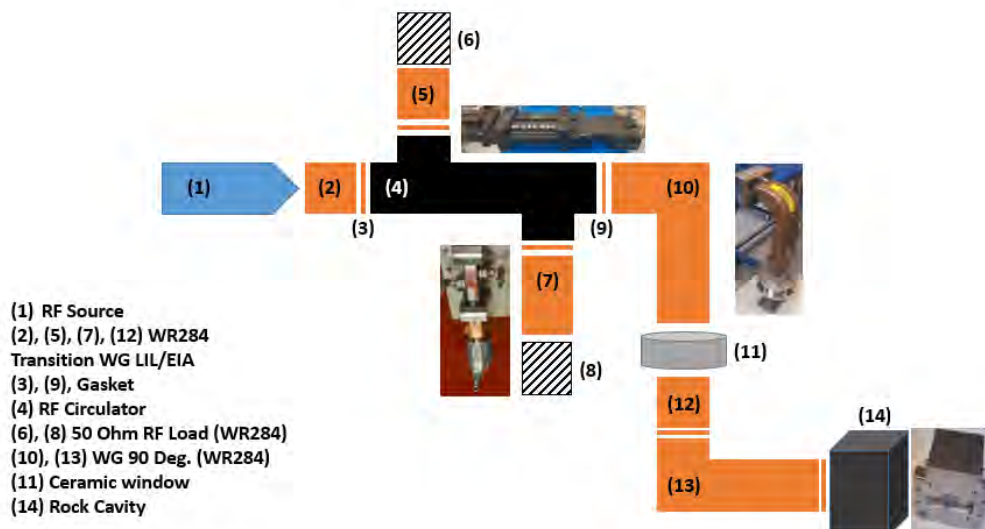 (6)
(5)
(1)
(2)
(4)
(10)
(3)
(9)
(7)
(11)
(8)
(12)
(14)
(13)
(1) RF Source
(2), (5), (7), (12) WR284
Transition WG LIL/EIA
(3), (9), Gasket
(4) RF Circulator
(6), (8) 50 Ohm RF Load (WR284)
(10), (13) WG 90 Deg. (WR284)
(11) Ceramic window
(14) Rock Cavity